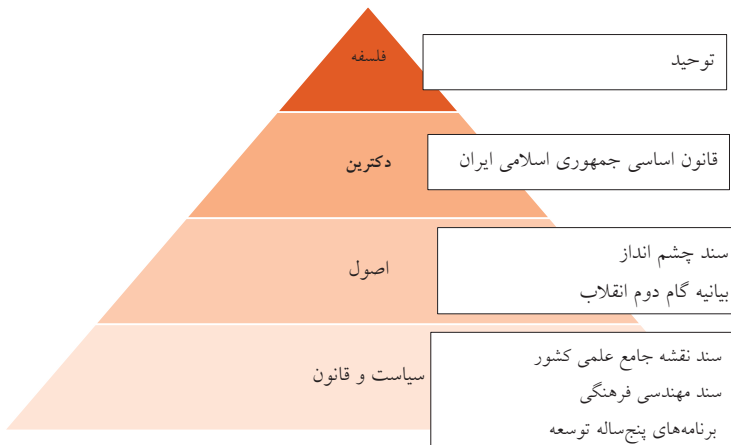 فلسفه
توحید
دکترین
قانون اساسی جمهوری اسلامی ایران
اصول
سند چشم انداز
بیانیه گام دوم انقلاب
سیاست و قانون
سند نقشه جامع علمی کشور
سند مهندسی فرهنگی
برنامه‌های پنج‌ساله توسعه